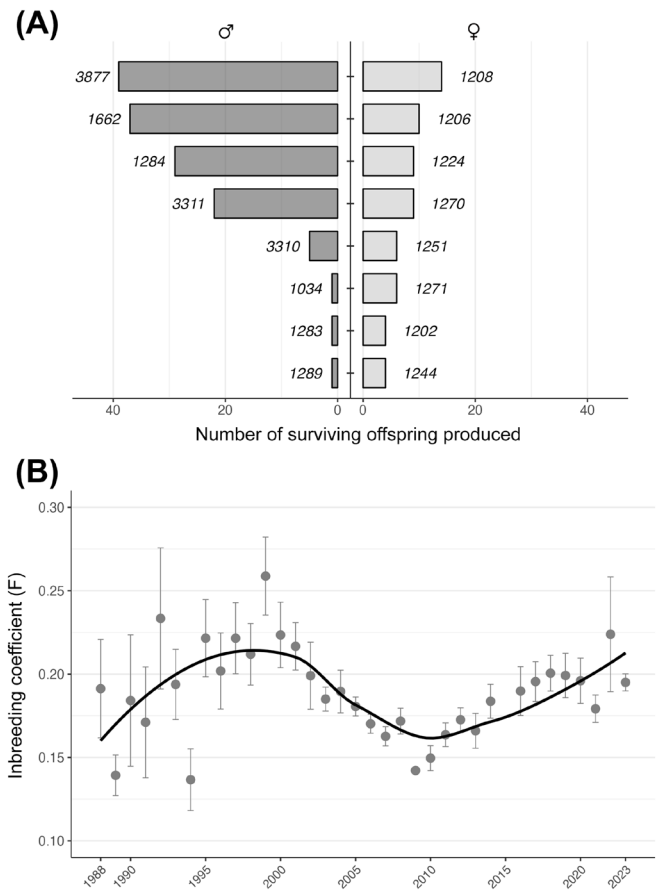 (A)
♂ ♀
3877 1208
1662 1206
1284 1224
3311 1270
3310 1251
1034 1271
1283 1202
1289 1244
40 20 0 0 20 40
Number of surviving offspring produced
(B)
Inbreeding coefficient (F)
0.30
0.25
0.20
0.15
0.10
1988 1990 1995 2000 2005 2010 2015 2020 2023